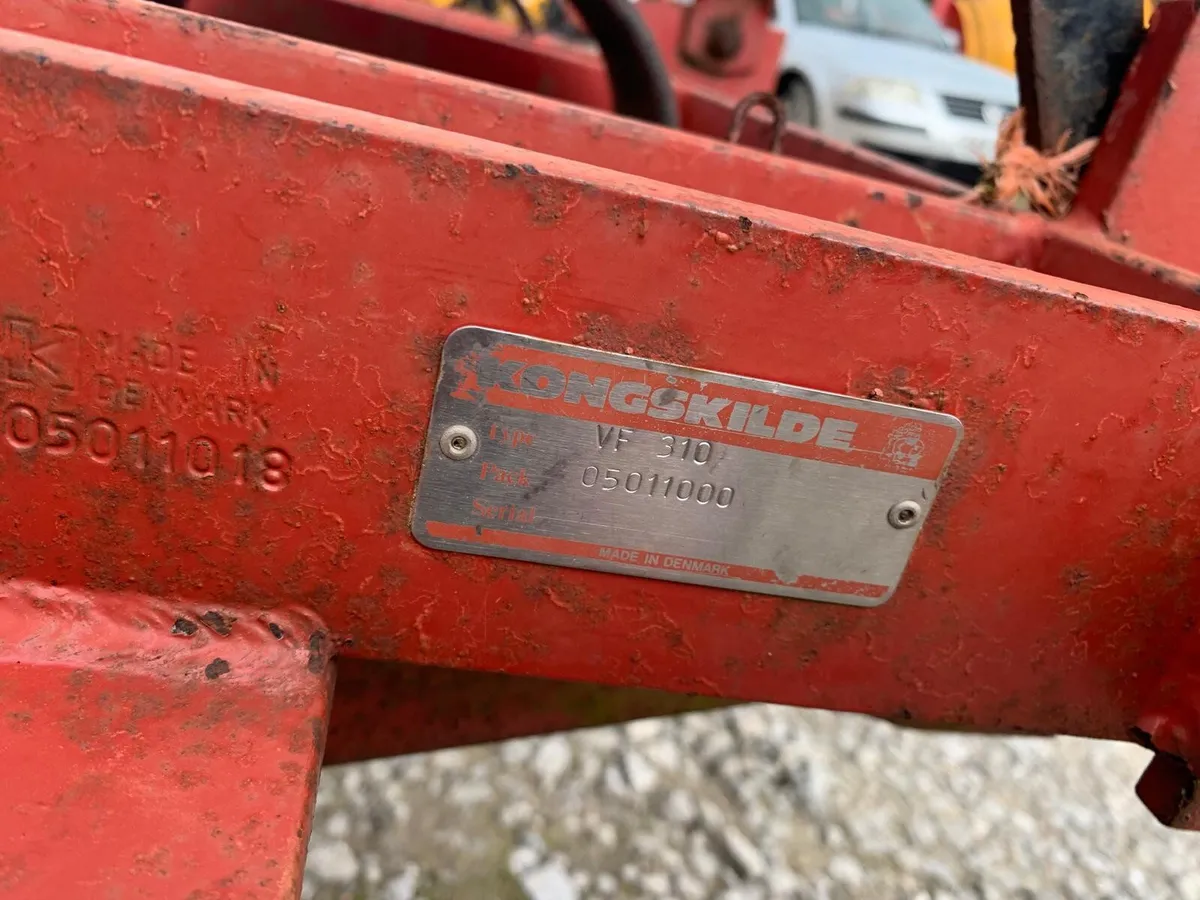 K MADE IN
DENMARK
05011018
KONGSKILDE
Type VF 310
Pack 05011000
Serial
MADE IN DENMARK